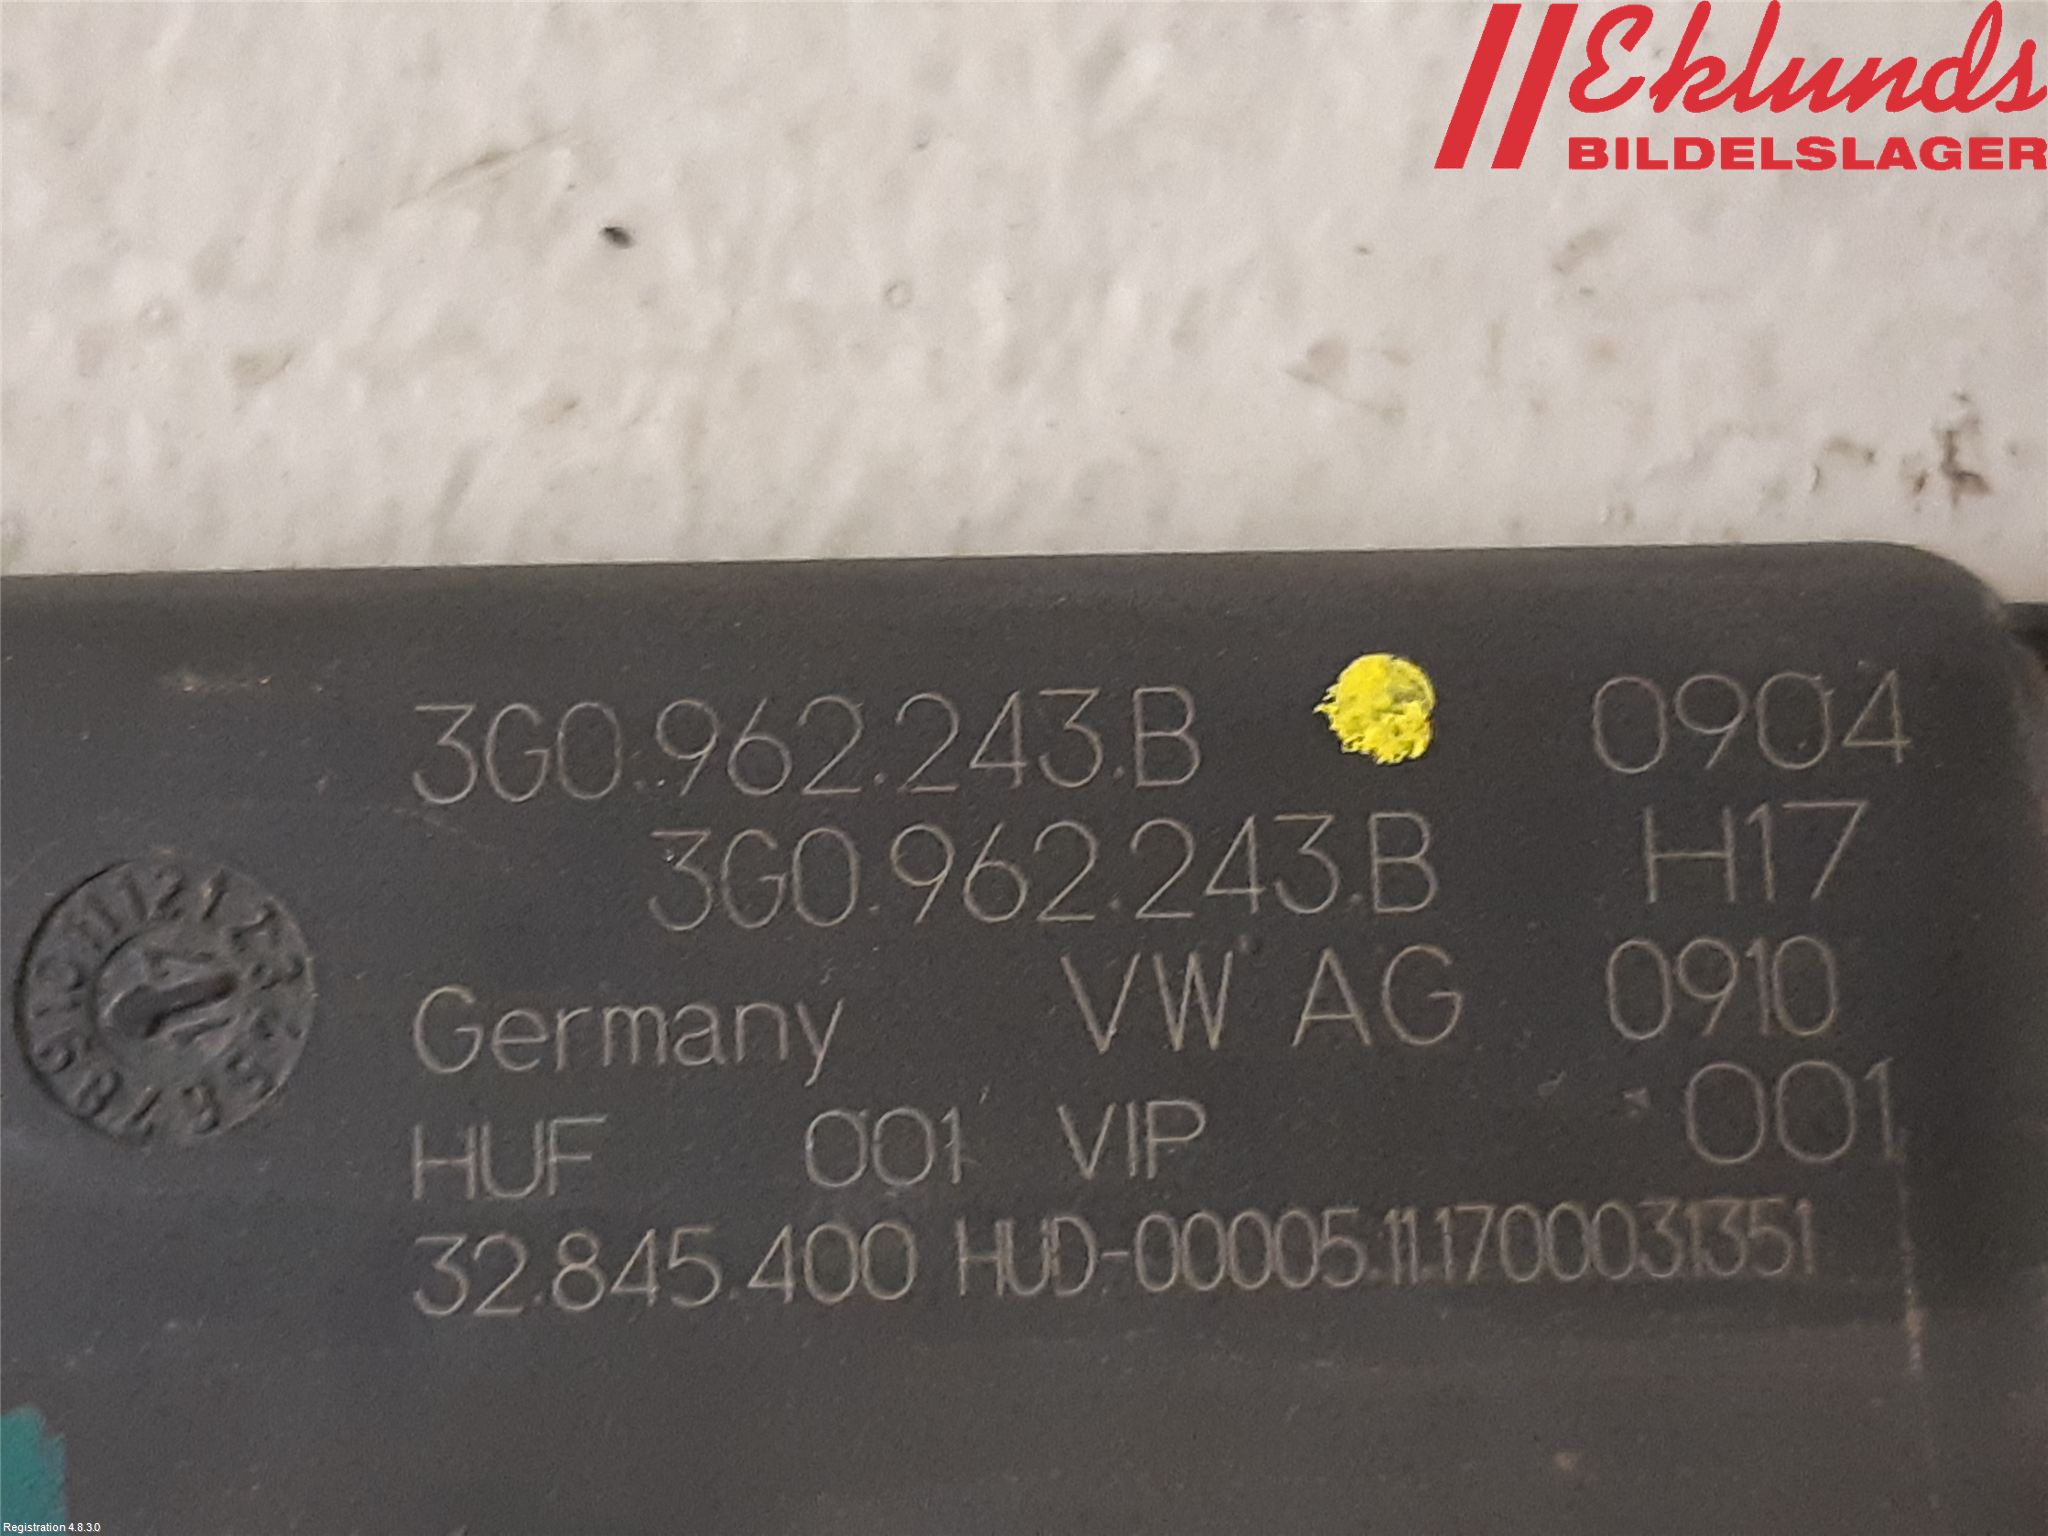 Eklunds
BILDELSLAGER
3G0.962.243.B 0904
3G0.962.243.B H17
Germany VW AG 0910
HUF 001 VIP 001
32.845.400 HUD-00005.11.1700031351
Registration 4.8.3.0